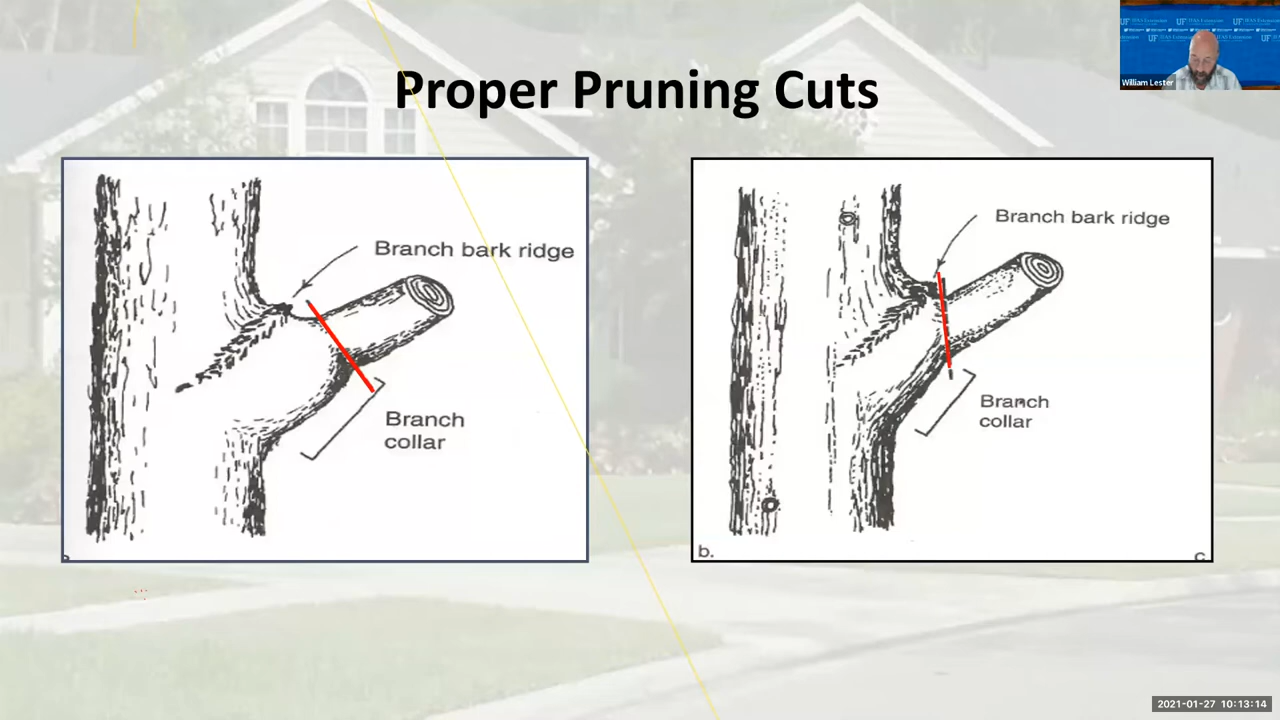 Proper Pruning Cuts
William Lester
Branch bark ridge
Branch
collar
Branch bark ridge
Branch
collar
b.
c
2021-01-27 10:13:14